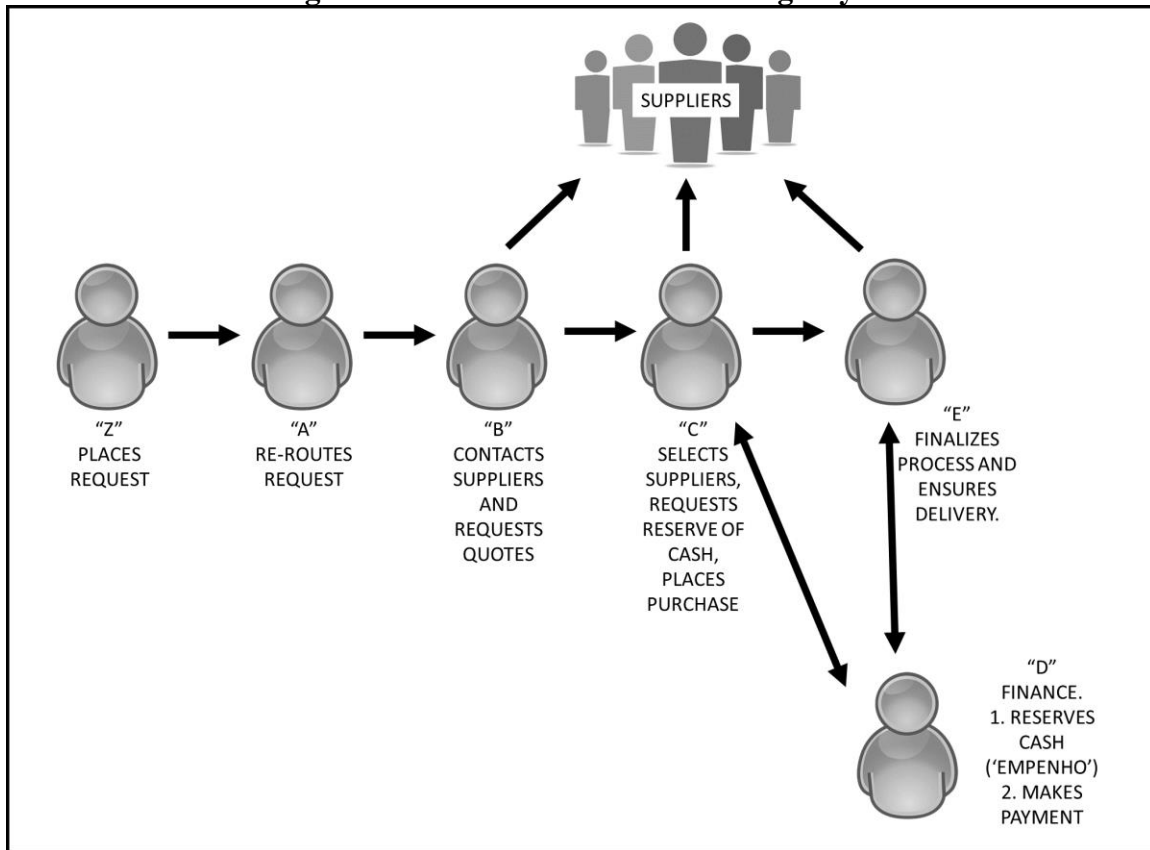 SUPPLIERS
“Z”
PLACES
REQUEST
“A”
RE-ROUTES
REQUEST
“B”
CONTACTS
SUPPLIERS
AND
REQUESTS
QUOTES
“C”
SELECTS
SUPPLIERS,
REQUESTS
RESERVE OF
CASH,
PLACES
PURCHASE
“E”
FINALIZES
PROCESS AND
ENSURES
DELIVERY.
“D”
FINANCE.
1. RESERVES
CASH
(‘EMPENHO’)
2. MAKES
PAYMENT